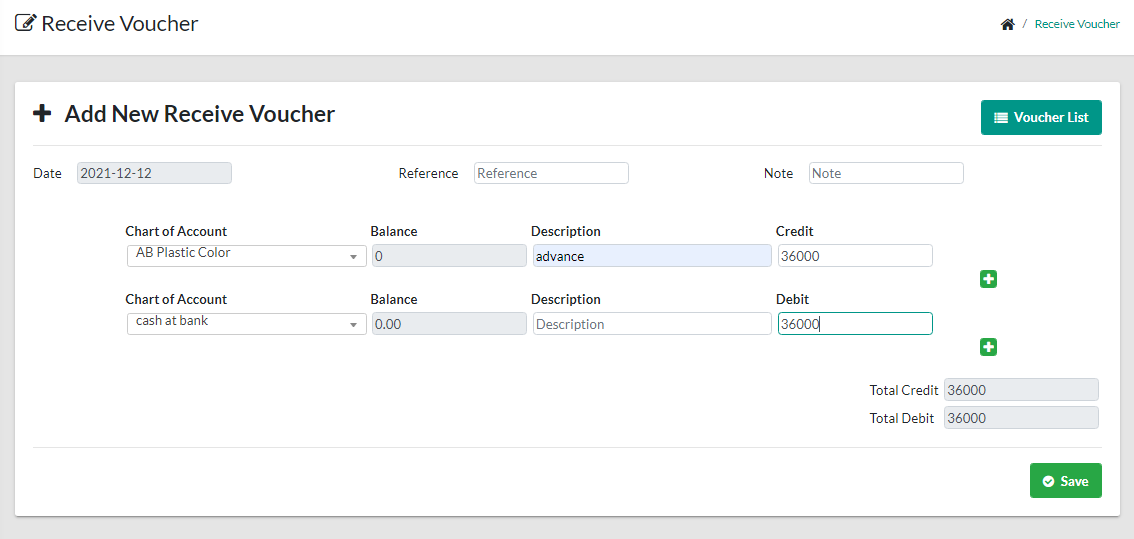 Receive Voucher
/ Receive Voucher
Add New Receive Voucher
Voucher List
Date 2021-12-12 Reference Reference Note Note
Chart of Account Balance Description Credit
AB Plastic Color 0 advance 36000
Chart of Account Balance Description Debit
cash at bank 0.00 Description 36000
Total Credit 36000
Total Debit 36000
Save